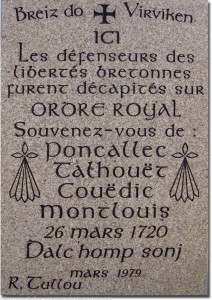 Breiz do Virviken
ICI
Les défenseurs des
libertés bretonnes
furent décapités sur
ORDRE ROYAL
Souvenez-vous de :
Poncallec
Talhouët
Couëdic
Montlouis
26 mars 1720
Dalc'homp sonj
mars 1979
R. Tullou